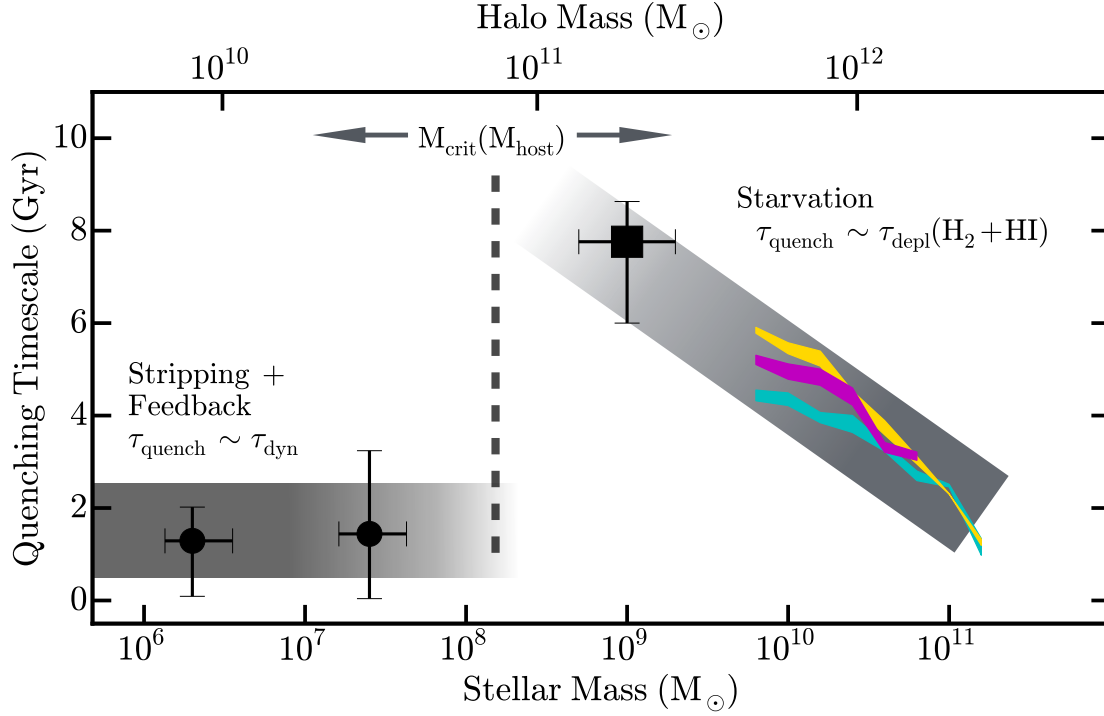 Halo Mass (M☉)
10¹⁰ 10¹¹ 10¹²
M_crit(M_host)
Starvation
τ_quench ∼ τ_depl(H₂+HI)
Stripping +
Feedback
τ_quench ∼ τ_dyn
Quenching Timescale (Gyr)
10
8
6
4
2
0
10⁶ 10⁷ 10⁸ 10⁹ 10¹⁰ 10¹¹
Stellar Mass (M☉)